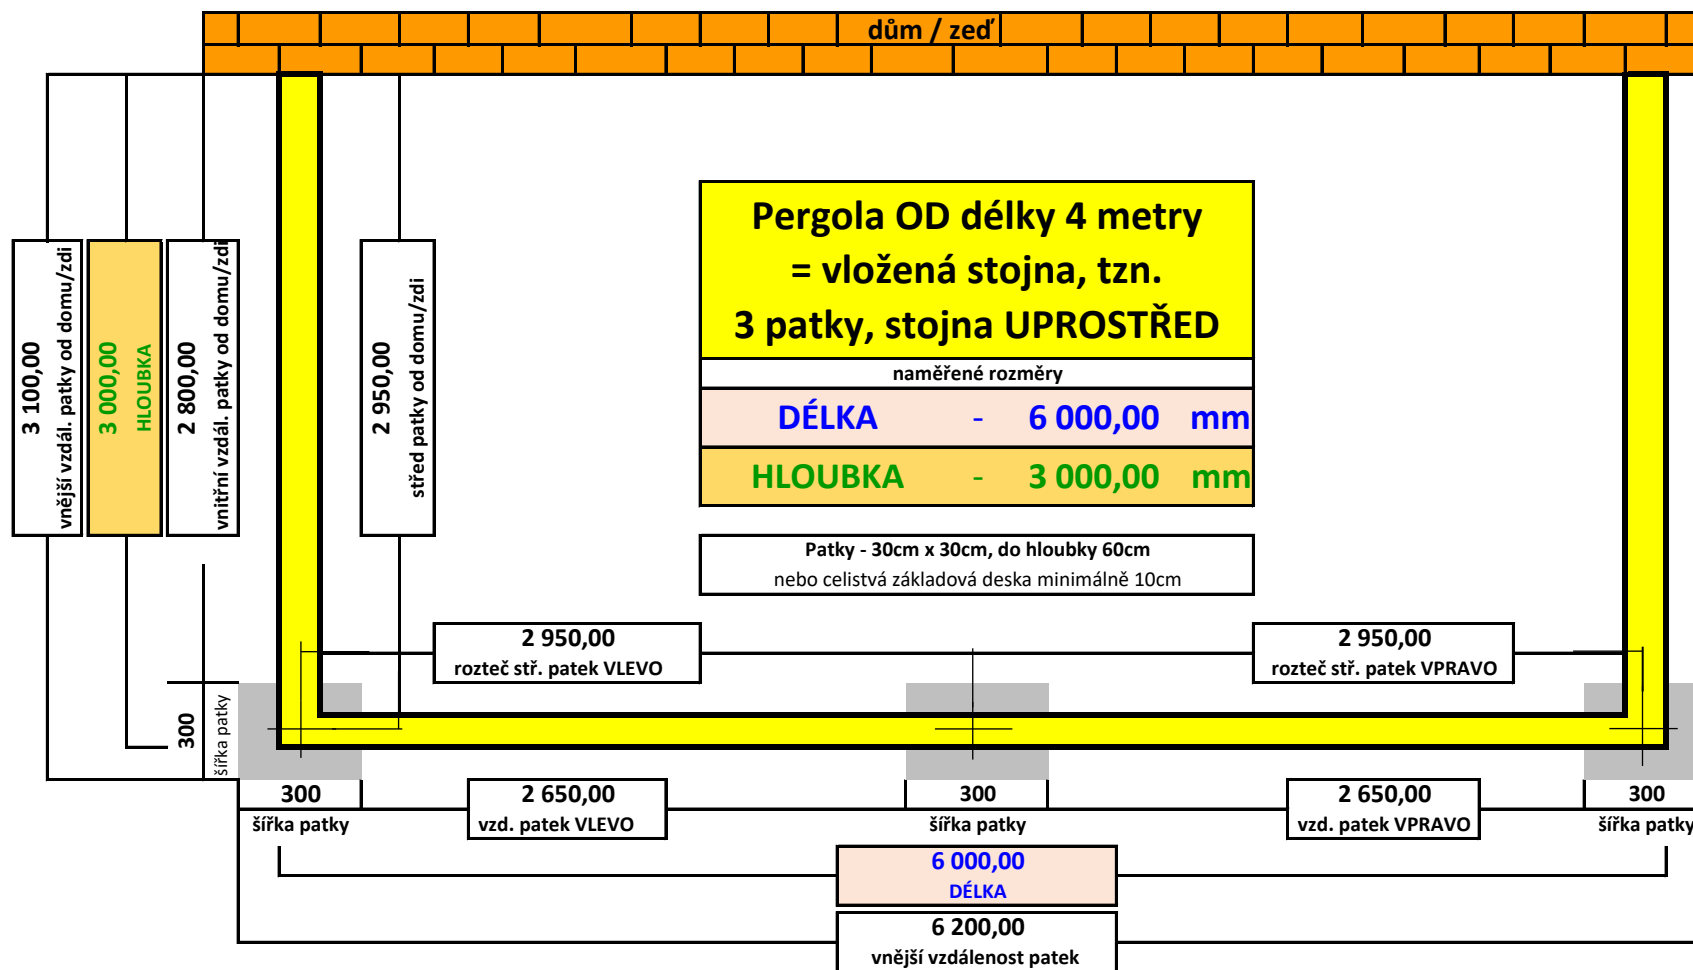 dům / zeď
Pergola OD délky 4 metry
= vložená stojna, tzn.
3 patky, stojna UPROSTŘED
naměřené rozměry
DÉLKA - 6 000,00 mm
HLOUBKA - 3 000,00 mm
Patky - 30cm x 30cm, do hloubky 60cm
nebo celistvá základová deska minimálně 10cm
3 100,00
vnější vzdál. patky od domu/zdi
3 000,00
HLOUBKA
2 800,00
vnitřní vzdál. patky od domu/zdi
2 950,00
střed patky od domu/zdi
2 950,00
rozteč stř. patek VLEVO
2 950,00
rozteč stř. patek VPRAVO
300
šířka patky
300
šířka patky
2 650,00
vzd. patek VLEVO
300
šířka patky
2 650,00
vzd. patek VPRAVO
300
šířka patky
6 000,00
DÉLKA
6 200,00
vnější vzdálenost patek